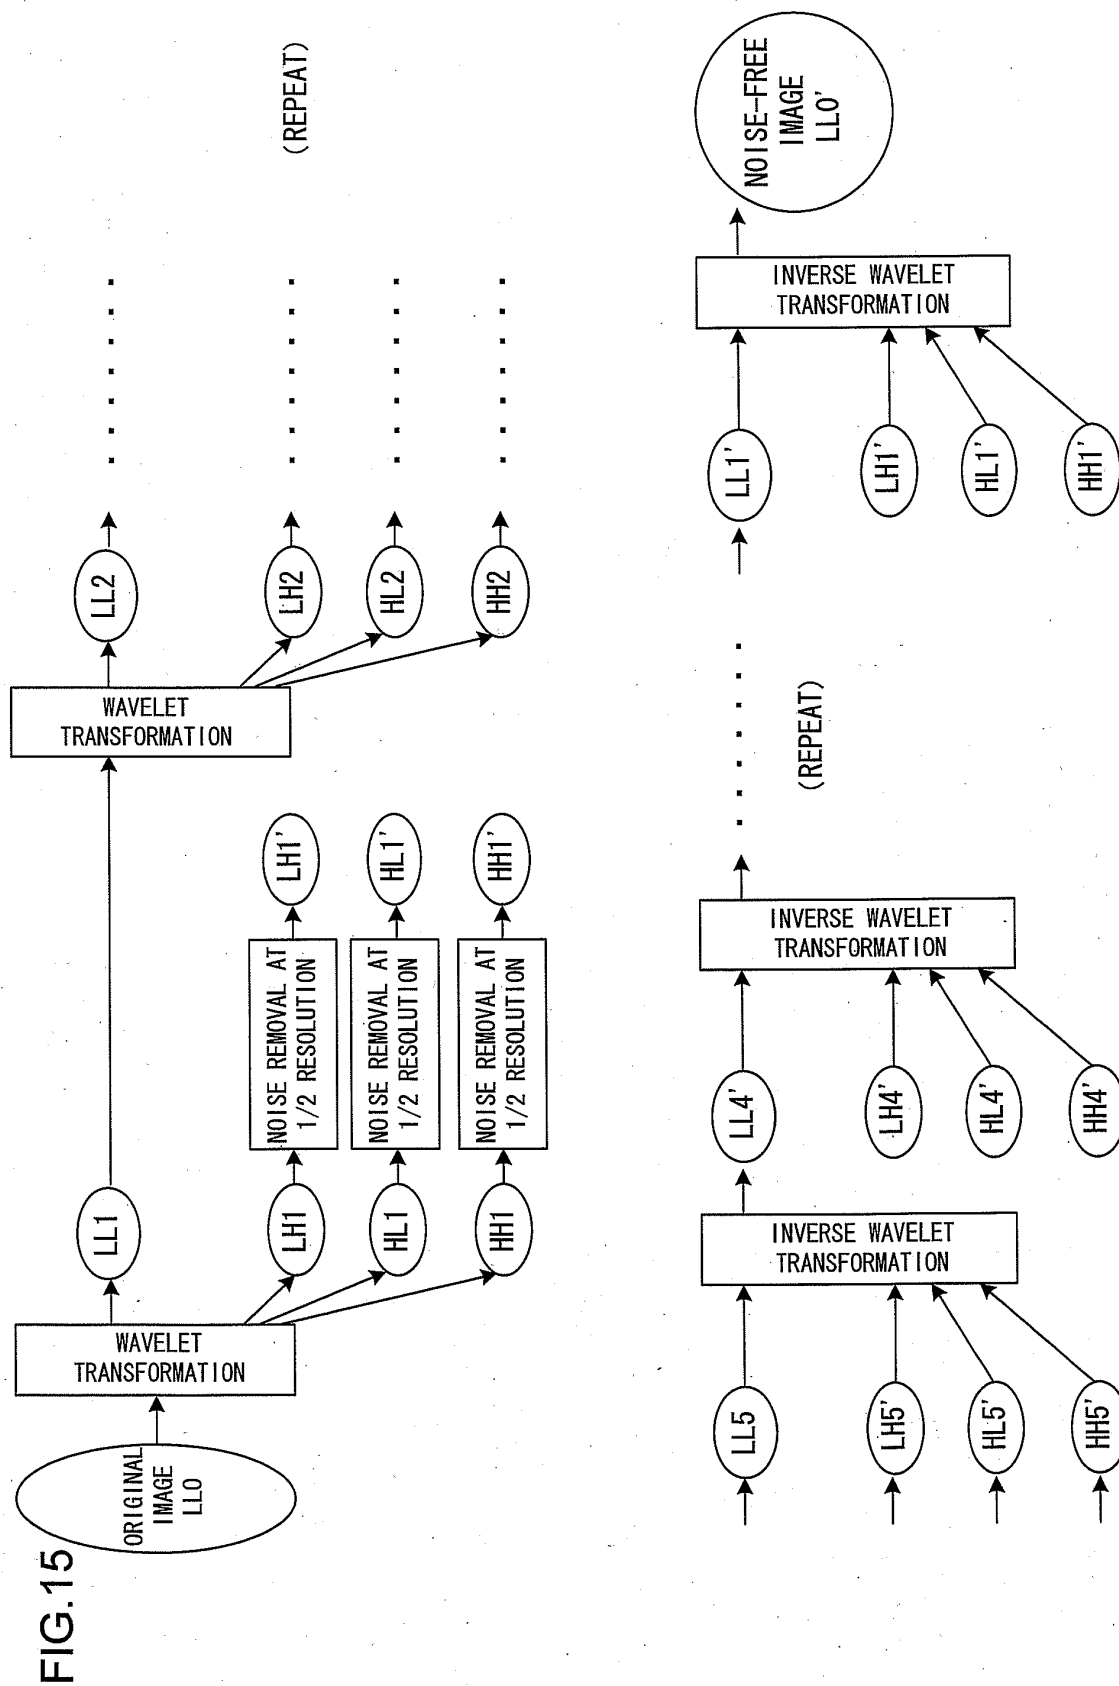 FIG.15
ORIGINAL
IMAGE
LL0
WAVELET
TRANSFORMATION
LL1
LH1
HL1
HH1
NOISE REMOVAL AT
1/2 RESOLUTION
NOISE REMOVAL AT
1/2 RESOLUTION
NOISE REMOVAL AT
1/2 RESOLUTION
LH1'
HL1'
HH1'
WAVELET
TRANSFORMATION
LL2
LH2
HL2
HH2
(REPEAT)
LL5
LH5'
HL5'
HH5'
INVERSE WAVELET
TRANSFORMATION
LL4'
LH4'
HL4'
HH4'
INVERSE WAVELET
TRANSFORMATION
(REPEAT)
LL1'
LH1'
HL1'
HH1'
INVERSE WAVELET
TRANSFORMATION
NOISE-FREE
IMAGE
LL0'